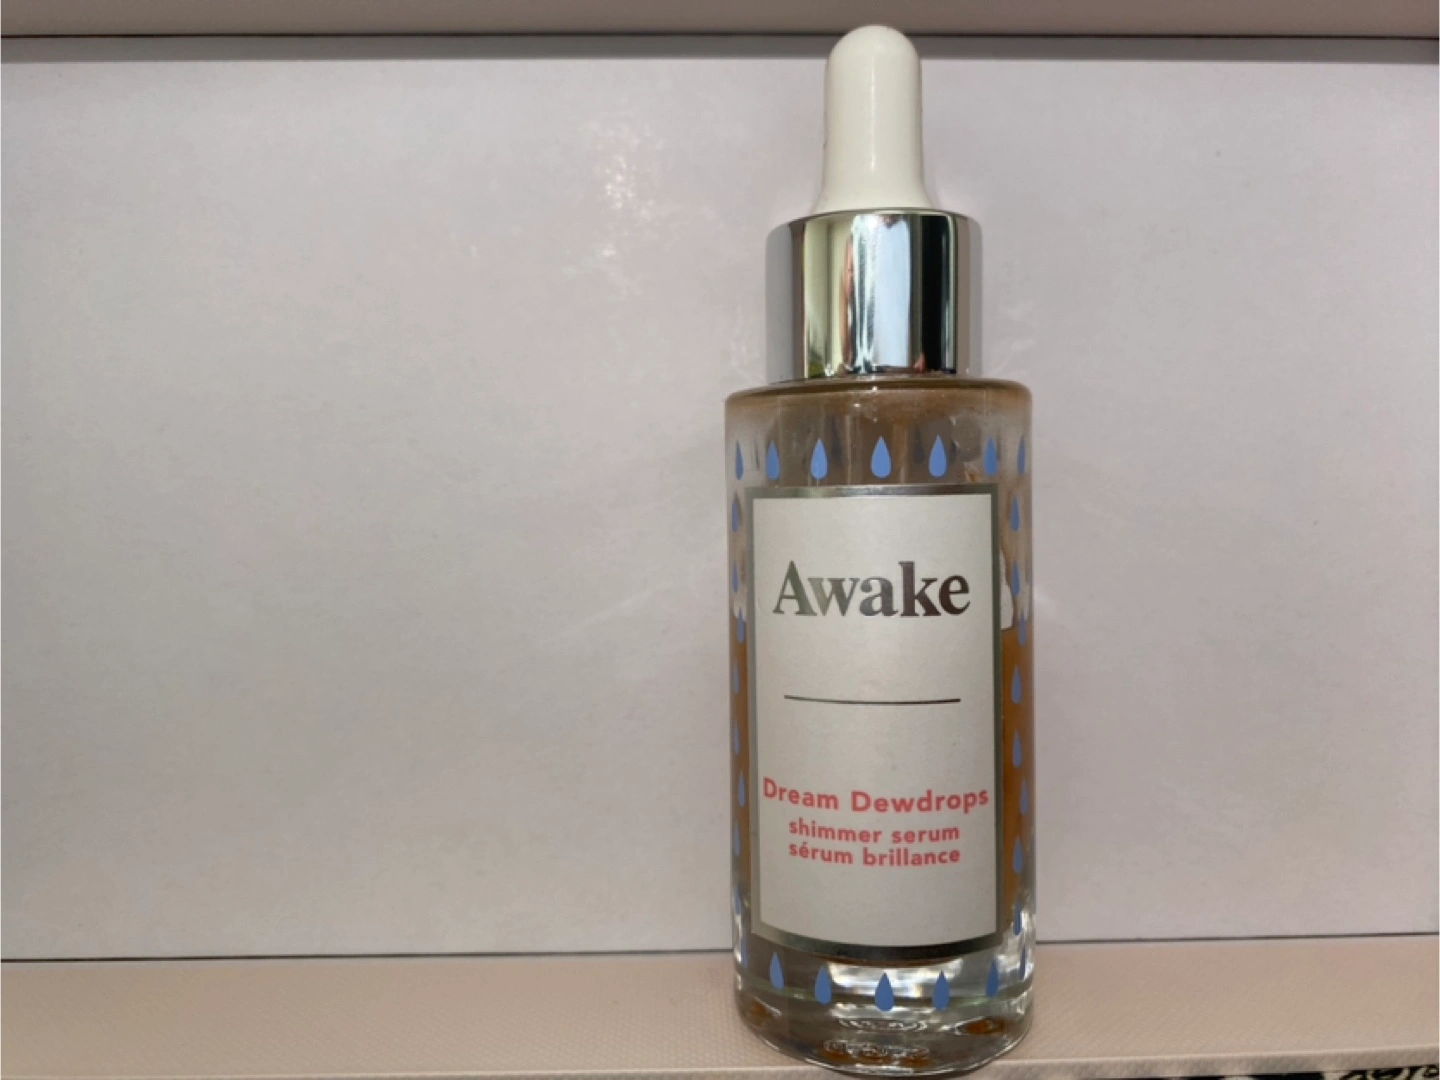 Awake
Dream Dewdrops
shimmer serum
sérum brillance